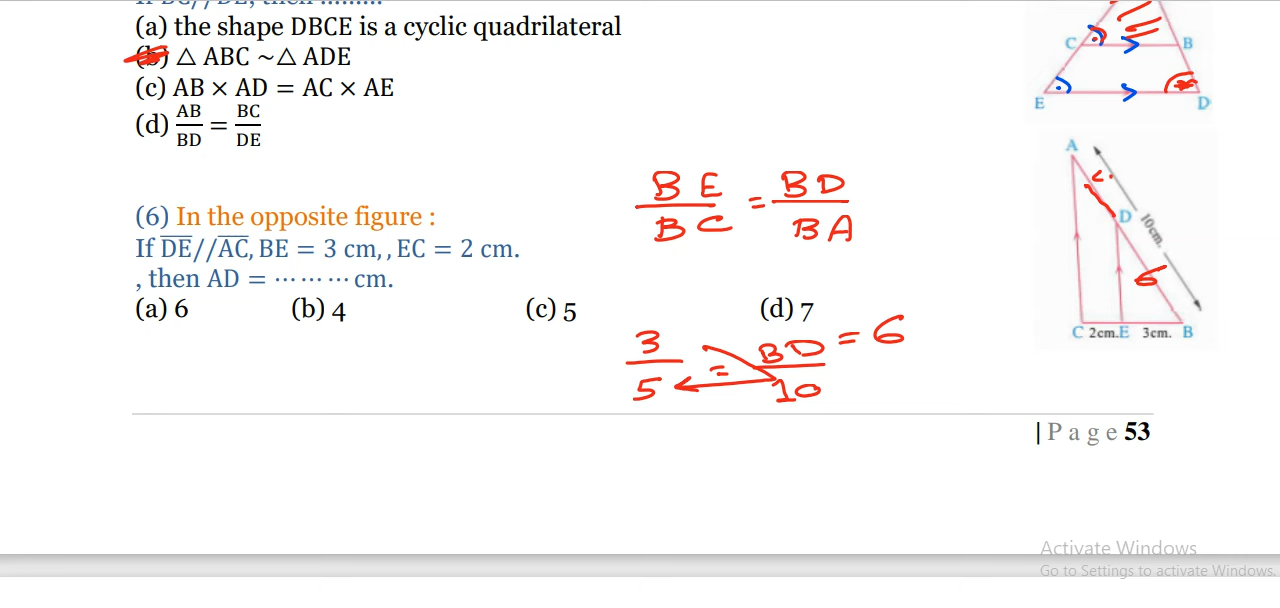 (a) the shape DBCE is a cyclic quadrilateral
(b) △ ABC ~△ ADE
(c) AB × AD = AC × AE
(d) AB/BD = BC/DE
C B
E D
(6) In the opposite figure :
If DE//AC, BE = 3 cm, , EC = 2 cm.
, then AD = ⋯⋯⋯ cm.
(a) 6 (b) 4 (c) 5 (d) 7
BE/BC = BD/BA
3/5 = BD/10 = 6
A
D
10cm.
6
C 2cm. E 3cm. B
| Page 53
Activate Windows
Go to Settings to activate Windows.